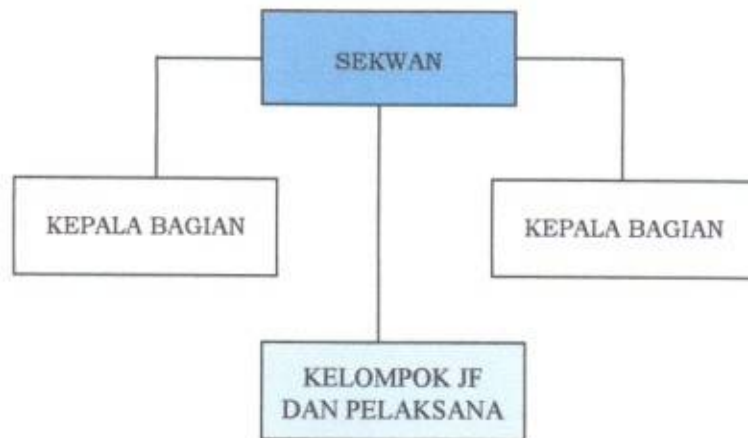 SEKWAN
KEPALA BAGIAN
KEPALA BAGIAN
KELOMPOK JF
DAN PELAKSANA